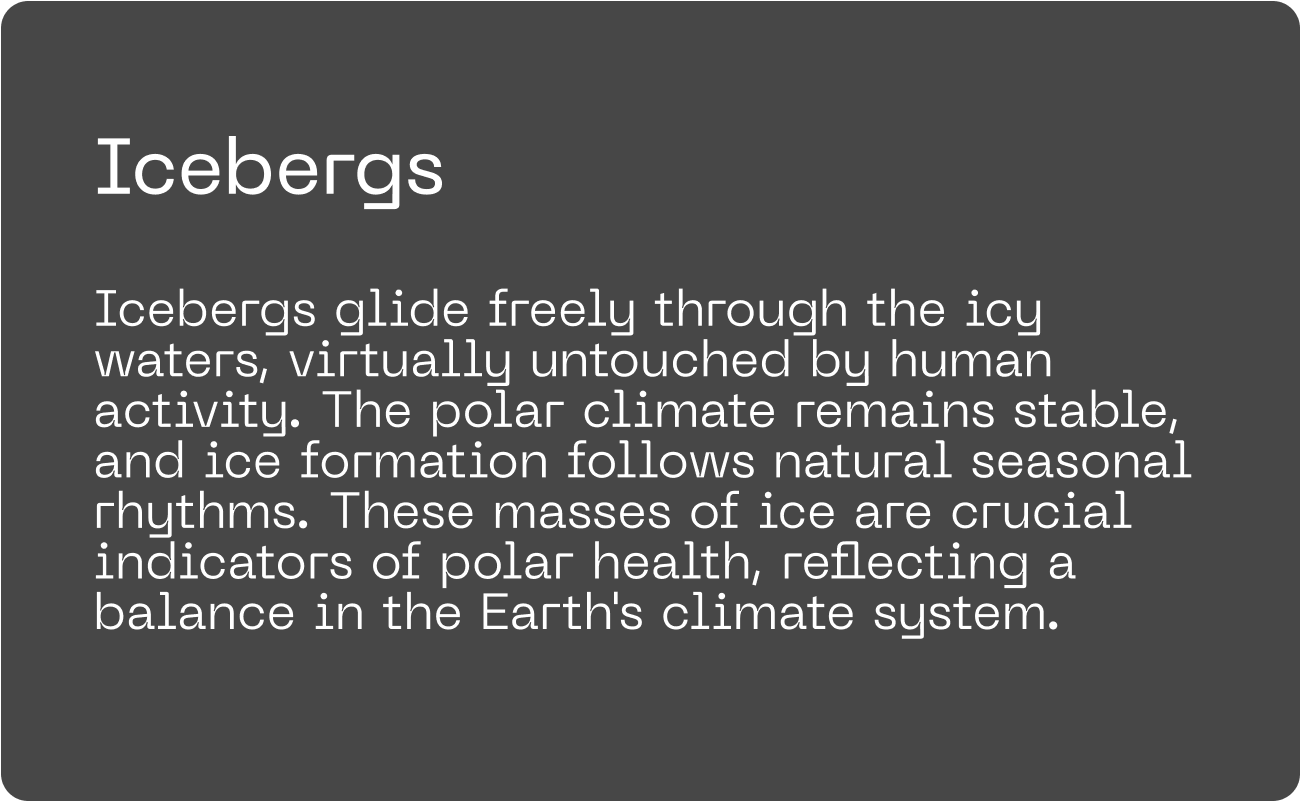 Icebergs
Icebergs glide freely through the icy
waters, virtually untouched by human
activity. The polar climate remains stable,
and ice formation follows natural seasonal
rhythms. These masses of ice are crucial
indicators of polar health, reflecting a
balance in the Earth's climate system.